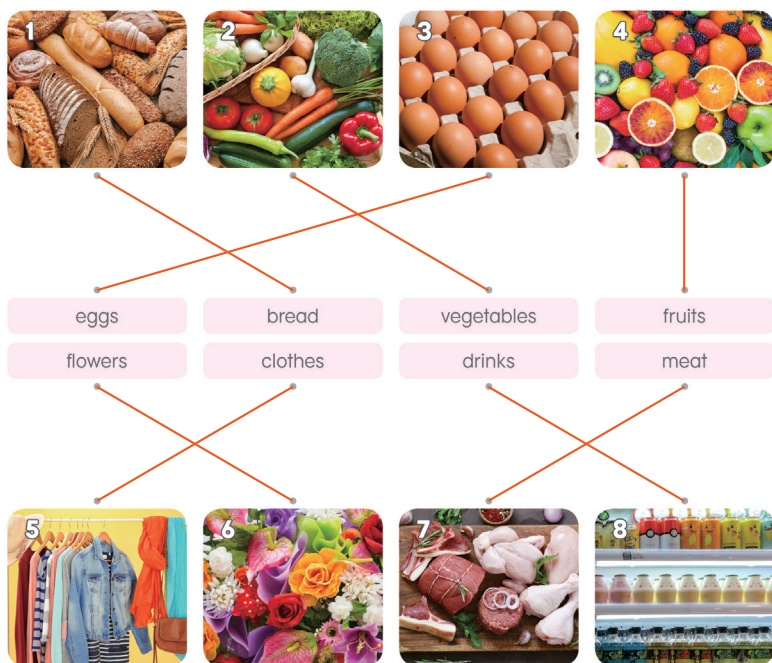 1 2 3 4
eggs bread vegetables fruits
flowers clothes drinks meat
5 6 7 8